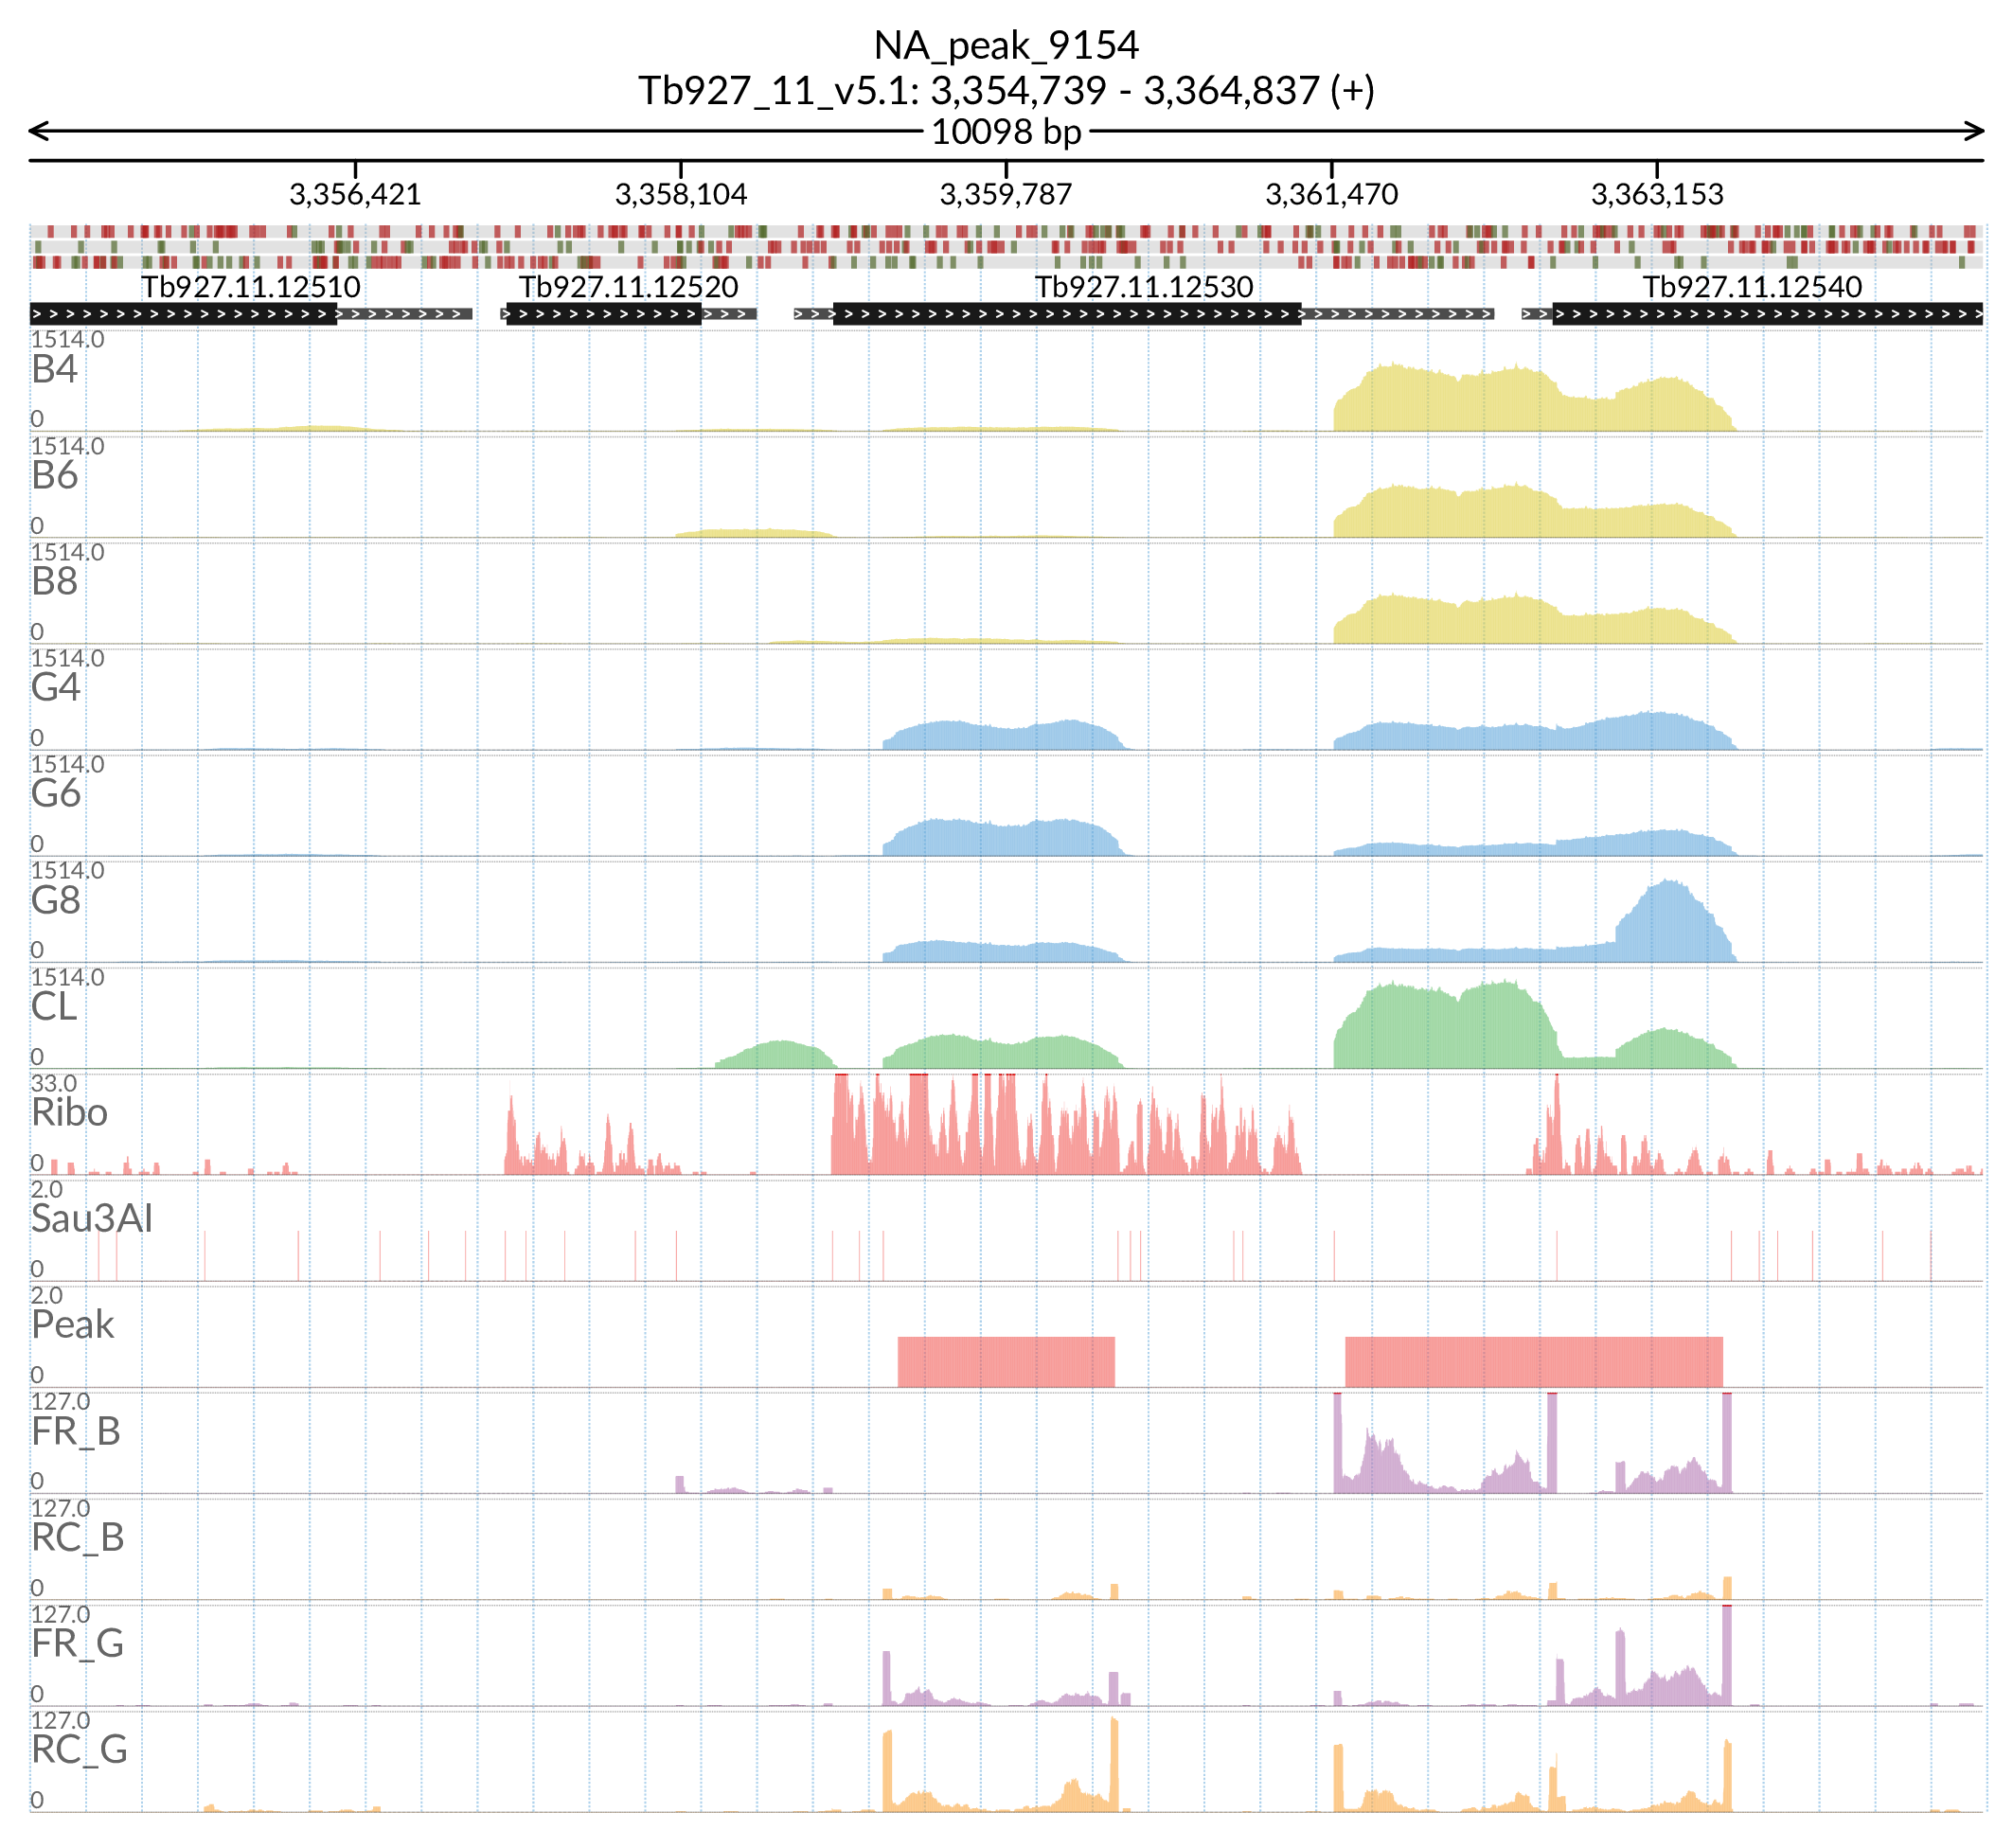 NA_peak_9154
Tb927_11_v5.1: 3,354,739 - 3,364,837 (+)
10098 bp
3,356,421 3,358,104 3,359,787 3,361,470 3,363,153
Tb927.11.12510 Tb927.11.12520 Tb927.11.12530 Tb927.11.12540
1514.0
B4
0
1514.0
B6
0
1514.0
B8
0
1514.0
G4
0
1514.0
G6
0
1514.0
G8
0
1514.0
CL
0
33.0
Ribo
0
2.0
Sau3AI
0
2.0
Peak
0
127.0
FR_B
0
127.0
RC_B
0
127.0
FR_G
0
127.0
RC_G
0